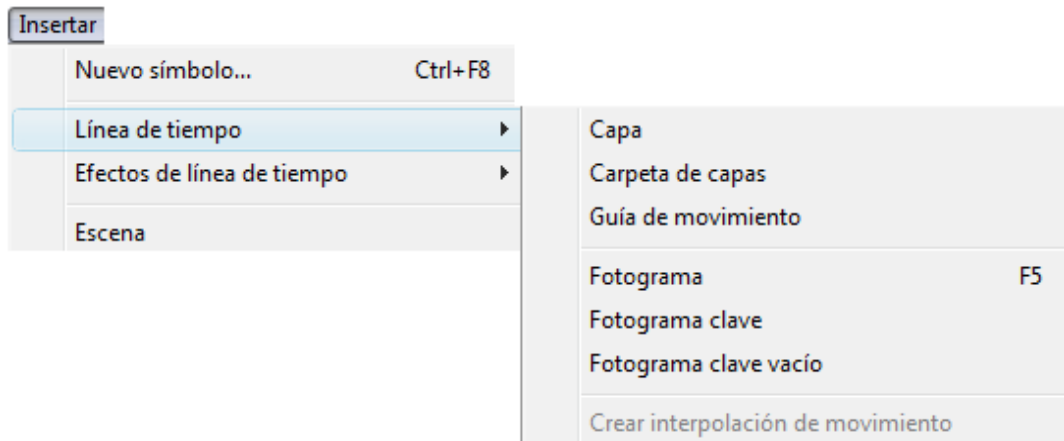 Insertar
Nuevo símbolo... Ctrl+F8
Línea de tiempo
Efectos de línea de tiempo
Escena
Capa
Carpeta de capas
Guía de movimiento
Fotograma F5
Fotograma clave
Fotograma clave vacío
Crear interpolación de movimiento